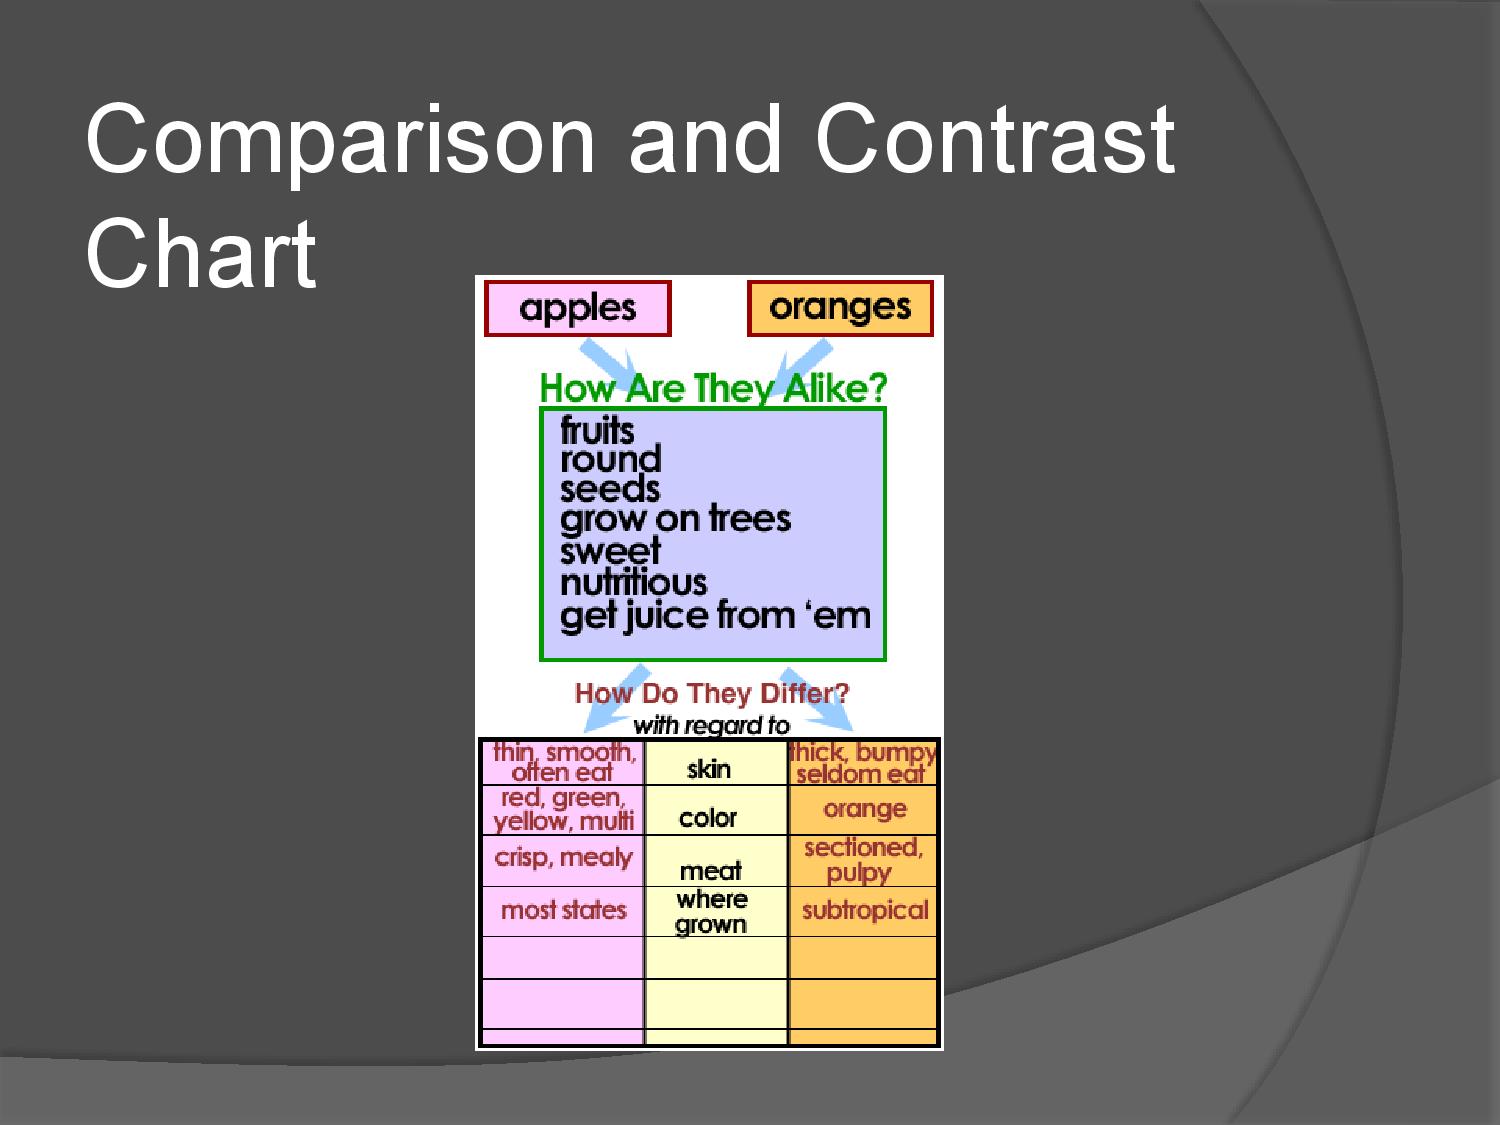 Comparison and Contrast
Chart
apples
oranges
How Are They Alike?
fruits
round
seeds
grow on trees
sweet
nutritious
get juice from ‘em
How Do They Differ?
with regard to
thin, smooth,
often eat
skin
thick, bumpy
seldom eat
red, green,
yellow, multi
color
orange
crisp, mealy
meat
sectioned,
pulpy
most states
where
grown
subtropical